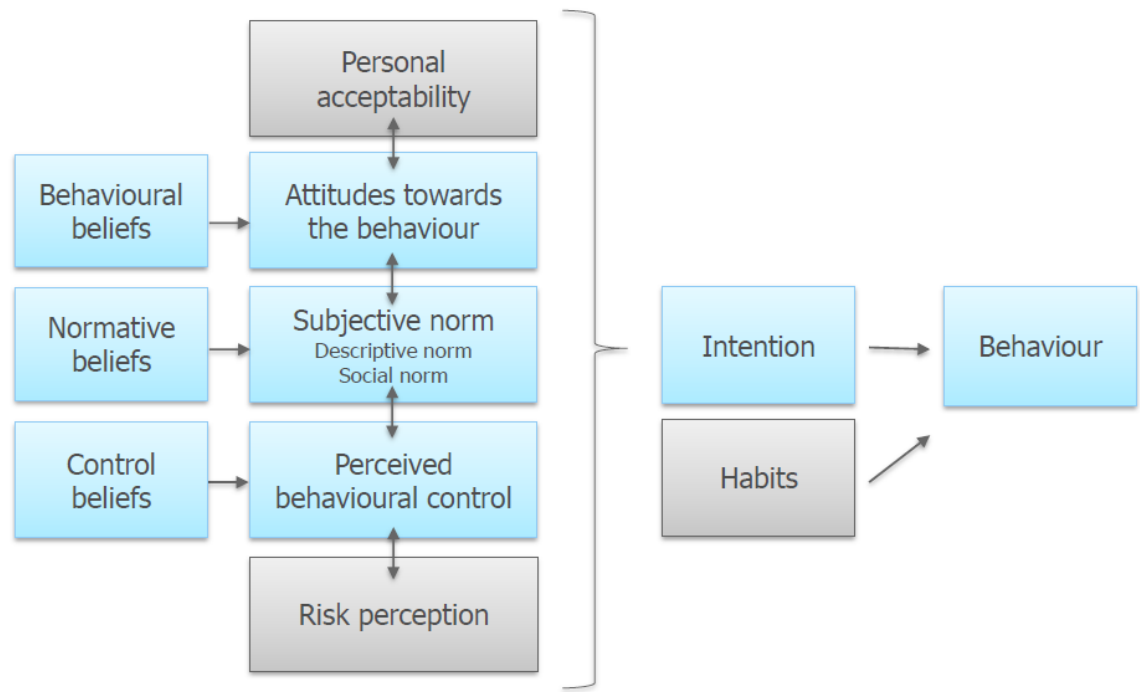 Personal
acceptability
Behavioural
beliefs
Attitudes towards
the behaviour
Normative
beliefs
Subjective norm
Descriptive norm
Social norm
Control
beliefs
Perceived
behavioural control
Risk perception
Intention
Behaviour
Habits